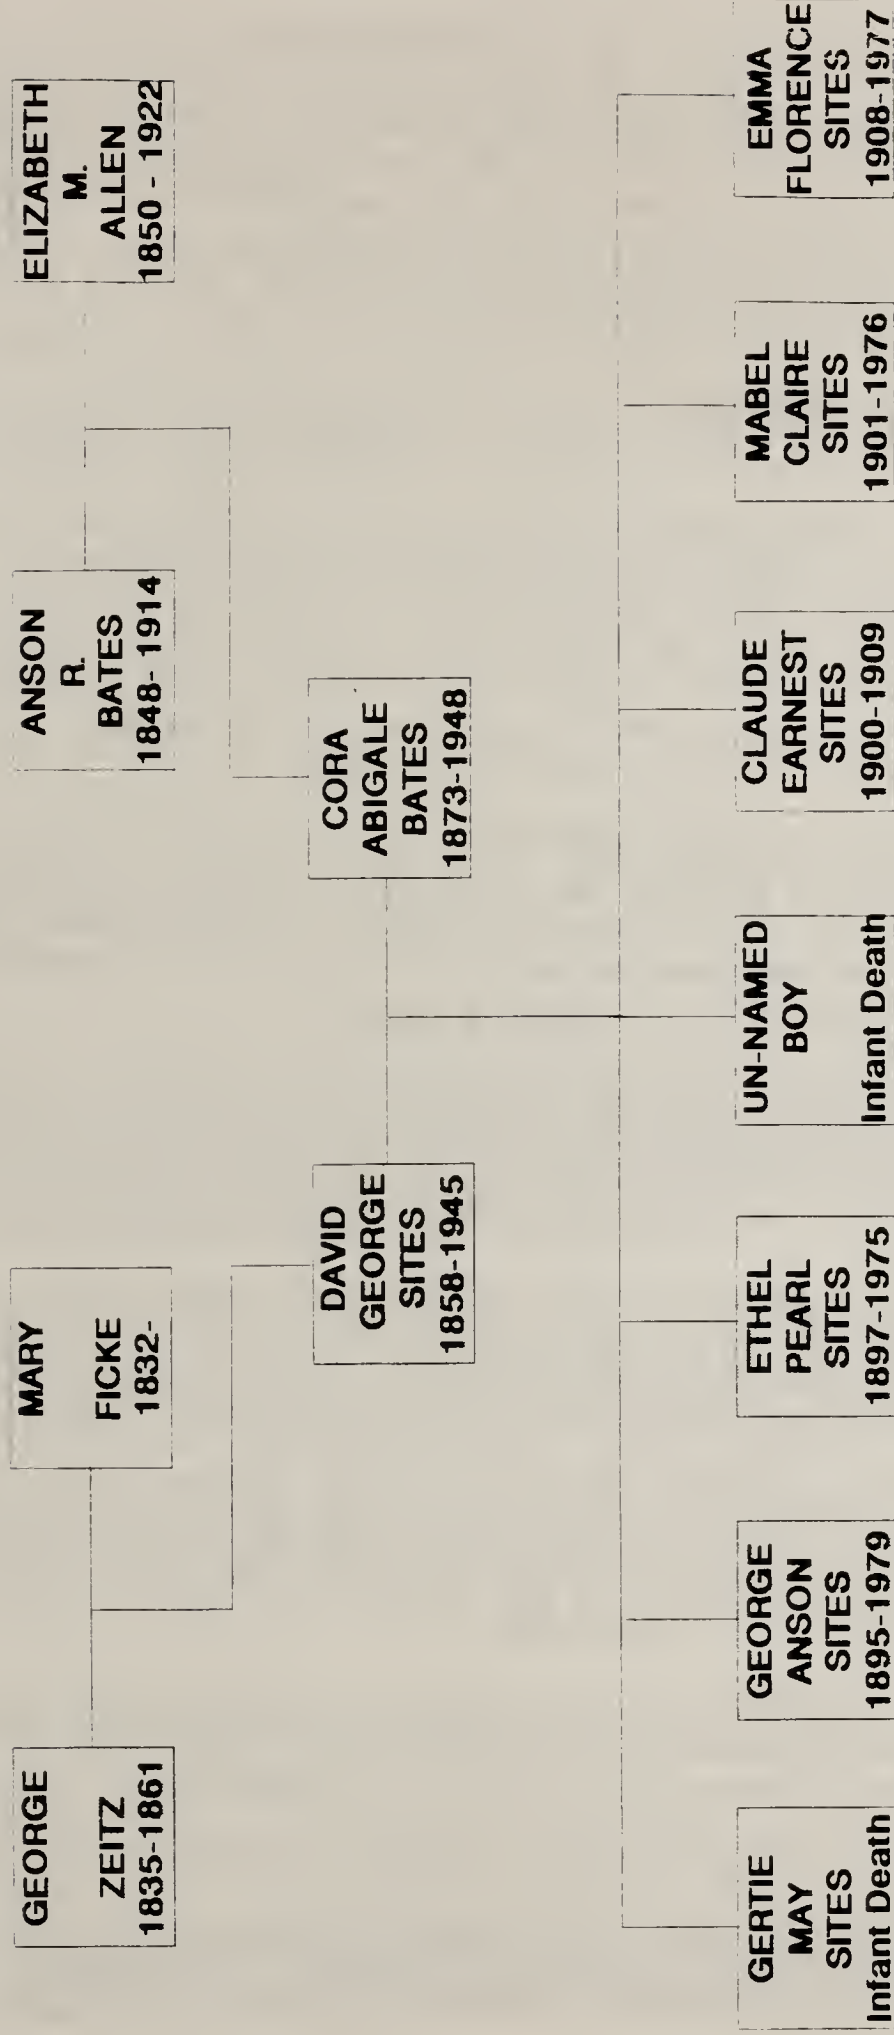 GEORGE
ZEITZ
1835-1861
MARY
FICKE
1832-
ANSON
R.
BATES
1848- 1914
ELIZABETH
M.
ALLEN
1850 - 1922
DAVID
GEORGE
SITES
1858-1945
CORA
ABIGALE
BATES
1873-1948
GERTIE
MAY
SITES
Infant Death
GEORGE
ANSON
SITES
1895-1979
ETHEL
PEARL
SITES
1897-1975
UN-NAMED
BOY
Infant Death
CLAUDE
EARNEST
SITES
1900-1909
MABEL
CLAIRE
SITES
1901-1976
EMMA
FLORENCE
SITES
1908-1977